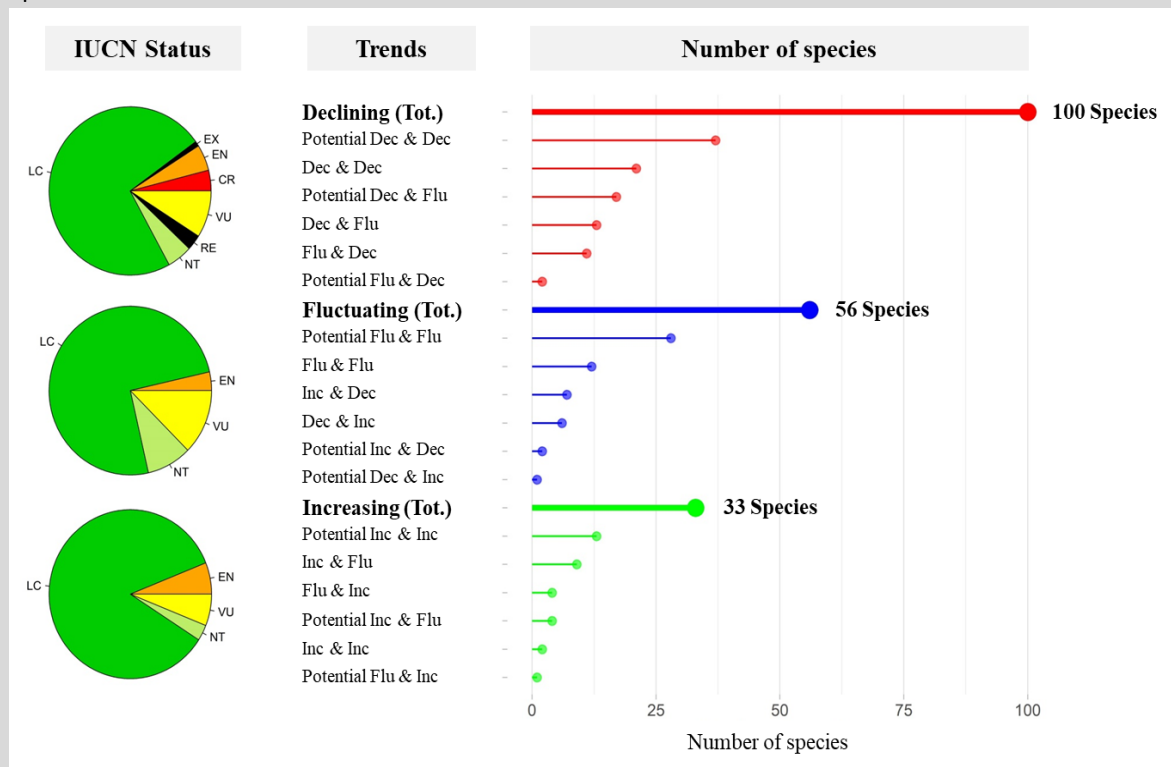 IUCN Status
Trends
Number of species
Declining (Tot.)
100 Species
Potential Dec & Dec
Dec & Dec
Potential Dec & Flu
Dec & Flu
Flu & Dec
Potential Flu & Dec
LC
EX
EN
CR
VU
RE
NT
Fluctuating (Tot.)
56 Species
Potential Flu & Flu
Flu & Flu
Inc & Dec
Dec & Inc
Potential Inc & Dec
Potential Dec & Inc
LC
EN
VU
NT
Increasing (Tot.)
33 Species
Potential Inc & Inc
Inc & Flu
Flu & Inc
Potential Inc & Flu
Inc & Inc
Potential Flu & Inc
LC
EN
VU
NT
0 25 50 75 100
Number of species